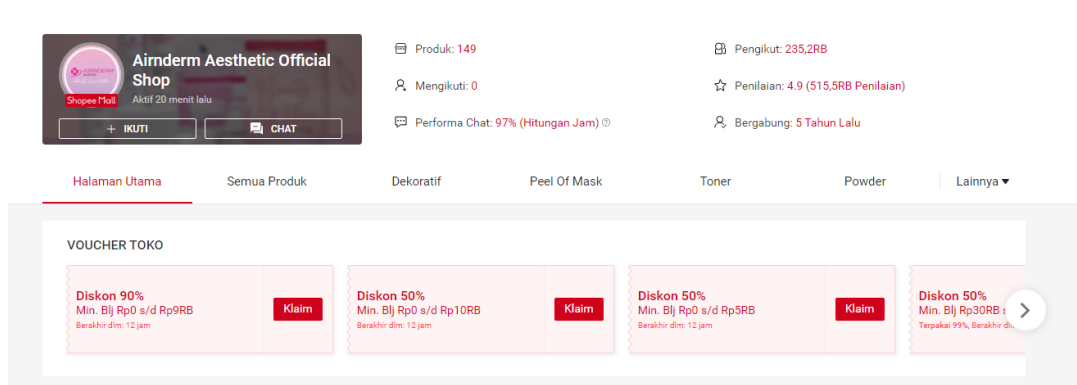 Airnderm Aesthetic Official
Shop
Aktif 20 menit lalu
Shopee Mall
+ IKUTI
CHAT
Produk: 149
Mengikuti: 0
Performa Chat: 97% (Hitungan Jam)
Pengikut: 235,2RB
Penilaian: 4.9 (515,5RB Penilaian)
Bergabung: 5 Tahun Lalu
Halaman Utama
Semua Produk
Dekoratif
Peel Of Mask
Toner
Powder
Lainnya
VOUCHER TOKO
Diskon 90%
Min. Blj Rp0 s/d Rp9RB
Berakhir dlm: 12 jam
Klaim
Diskon 50%
Min. Blj Rp0 s/d Rp10RB
Berakhir dlm: 12 jam
Klaim
Diskon 50%
Min. Blj Rp0 s/d Rp5RB
Berakhir dlm: 12 jam
Klaim
Diskon 50%
Min. Blj Rp30RB
Terpakai 99%, Berakhir